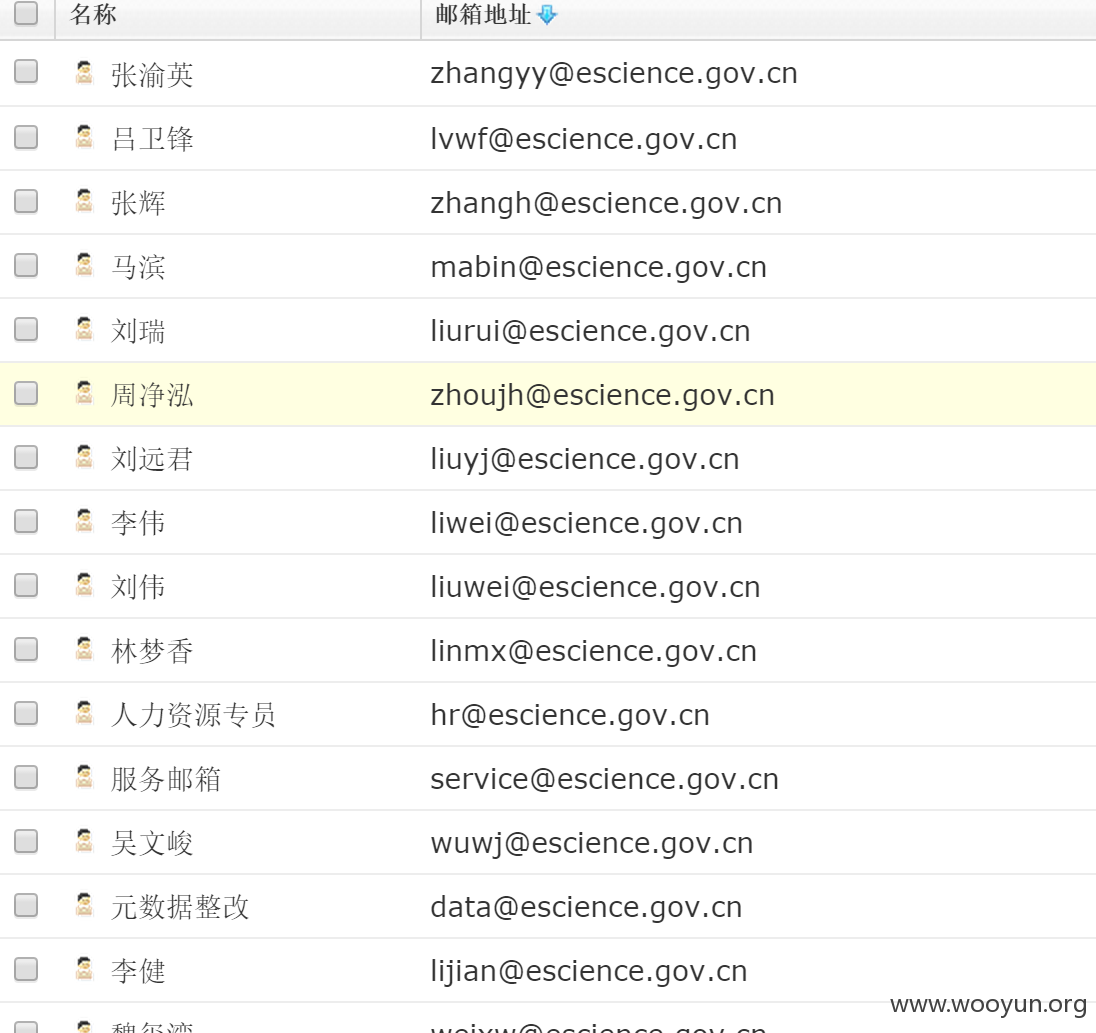 名称 邮箱地址
张渝英 zhangyy@escience.gov.cn
吕卫锋 lvwf@escience.gov.cn
张辉 zhangh@escience.gov.cn
马滨 mabin@escience.gov.cn
刘瑞 liurui@escience.gov.cn
周净泓 zhoujh@escience.gov.cn
刘远君 liuyj@escience.gov.cn
李伟 liwei@escience.gov.cn
刘伟 liuwei@escience.gov.cn
林梦香 linmx@escience.gov.cn
人力资源专员 hr@escience.gov.cn
服务邮箱 service@escience.gov.cn
吴文峻 wuwj@escience.gov.cn
元数据整改 data@escience.gov.cn
李健 lijian@escience.gov.cn
www.wooyun.org
weixw@escience.gov.cn